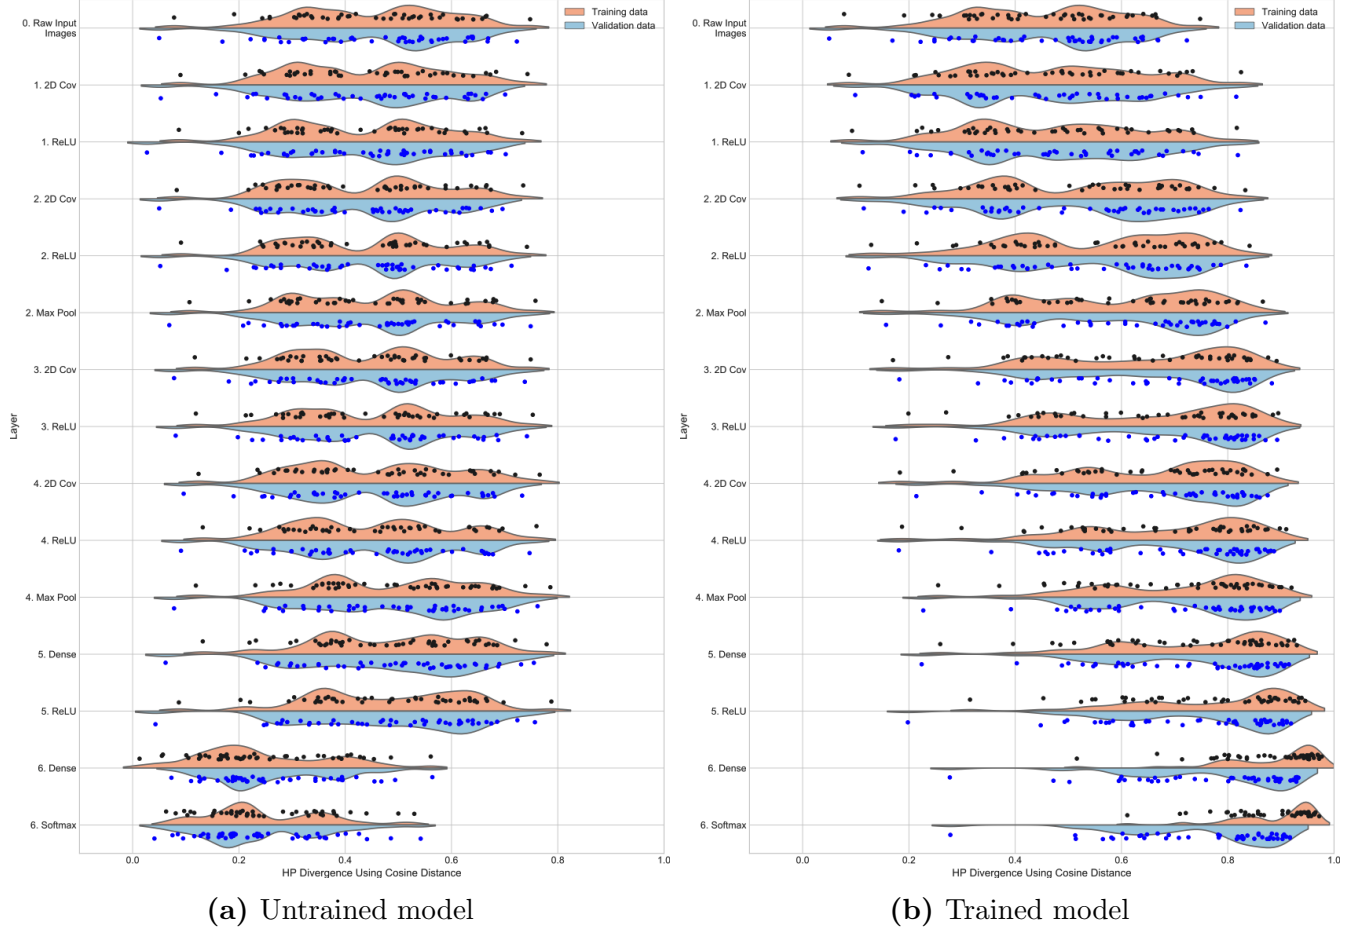 Training data
Validation data
0. Raw Input
Images
1. 2D Cov
1. ReLU
2. 2D Cov
2. ReLU
2. Max Pool
3. 2D Cov
3. ReLU
4. 2D Cov
4. ReLU
4. Max Pool
5. Dense
5. ReLU
6. Dense
6. Softmax
Layer
0.0 0.2 0.4 0.6 0.8 1.0
HP Divergence Using Cosine Distance
(a) Untrained model
Training data
Validation data
0. Raw Input
Images
1. 2D Cov
1. ReLU
2. 2D Cov
2. ReLU
2. Max Pool
3. 2D Cov
3. ReLU
4. 2D Cov
4. ReLU
4. Max Pool
5. Dense
5. ReLU
6. Dense
6. Softmax
Layer
0.0 0.2 0.4 0.6 0.8 1.0
HP Divergence Using Cosine Distance
(b) Trained model